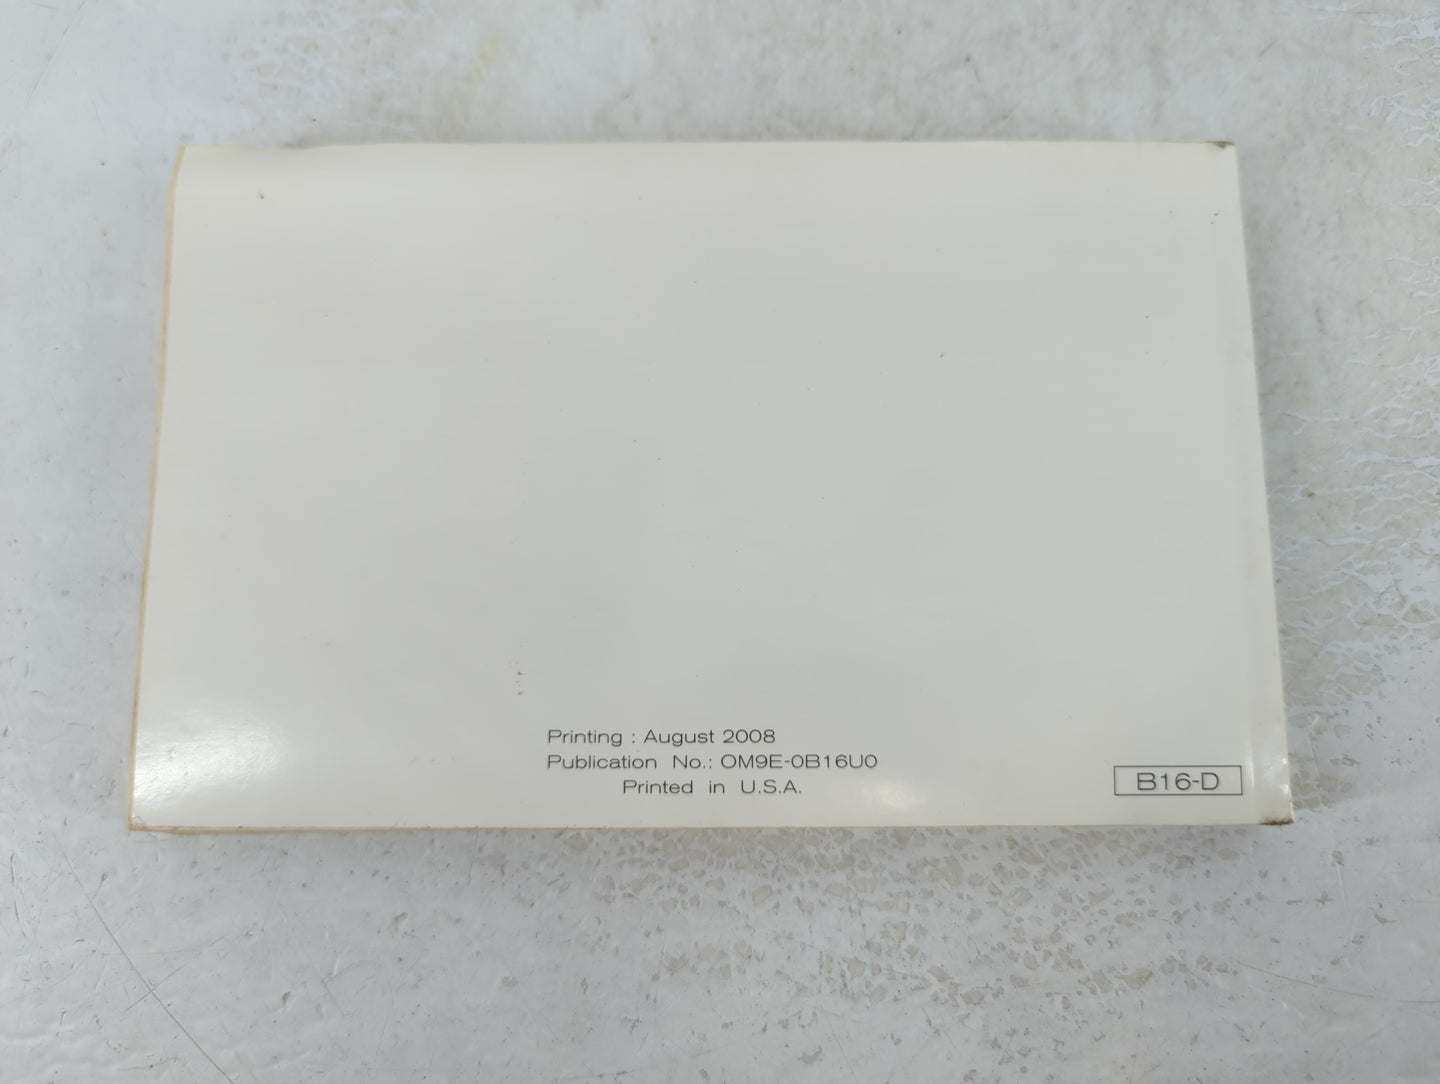 Printing : August 2008
Publication No.: OM9E-0B16U0
Printed in U.S.A.
B16-D